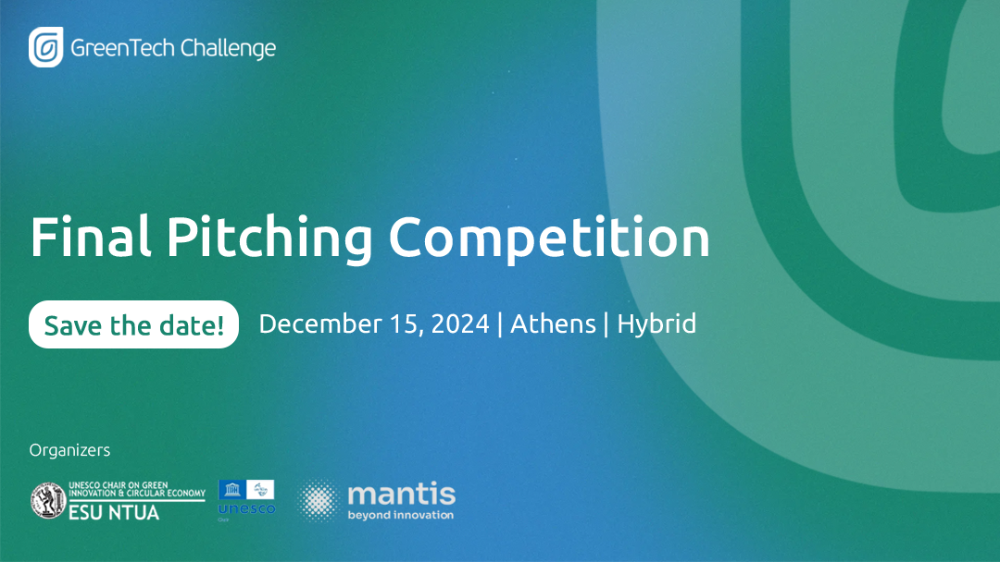 GreenTech Challenge
Final Pitching Competition
Save the date! December 15, 2024 | Athens | Hybrid
Organizers
UNESCO CHAIR ON GREEN
INNOVATION & CIRCULAR ECONOMY
ESU NTUA
unesco
mantis
beyond innovation